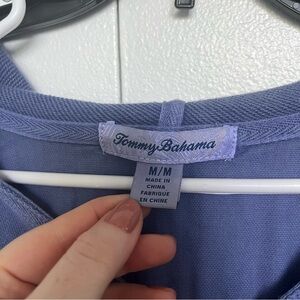 Tommy Bahama
M/M
MADE IN
CHINA
FABRIQUÉ
EN CHINE